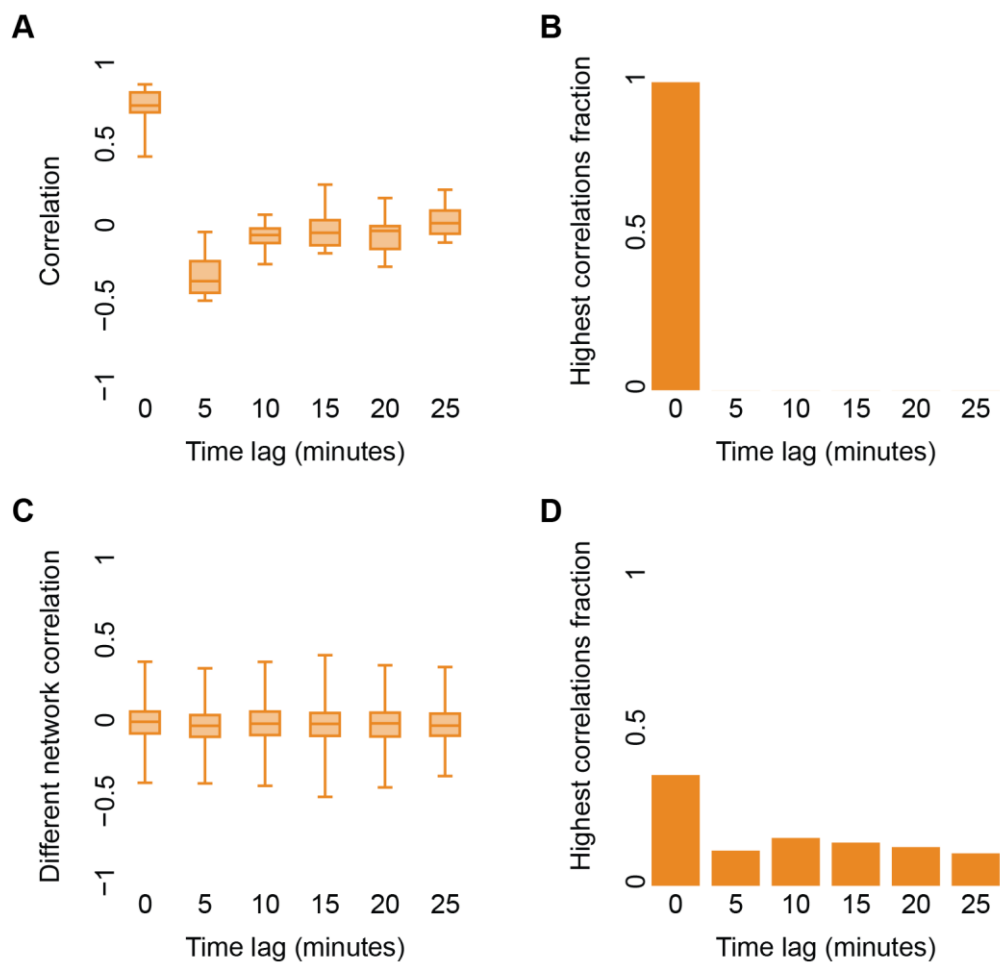 A
Correlation
1
0.5
0
−0.5
−1
0 5 10 15 20 25
Time lag (minutes)
B
Highest correlations fraction
1
0.5
0
0 5 10 15 20 25
Time lag (minutes)
C
Different network correlation
1
0.5
0
−0.5
−1
0 5 10 15 20 25
Time lag (minutes)
D
Highest correlations fraction
1
0.5
0
0 5 10 15 20 25
Time lag (minutes)